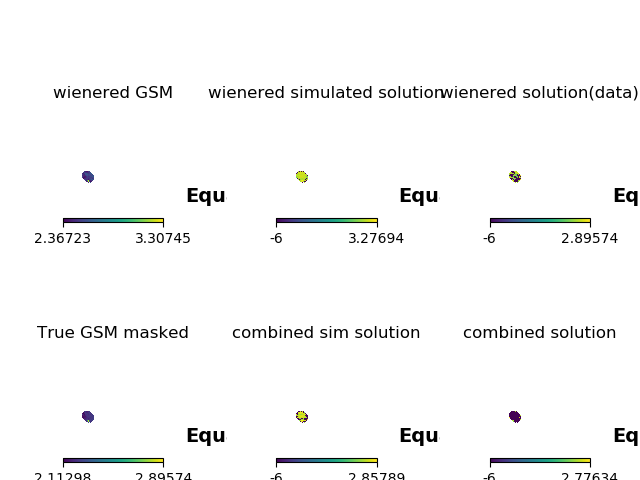 wienered GSM
wienered simulated solution
wienered solution(data)
Equ
Equ
Eq
2.36723 3.30745
-6 3.27694
-6 2.89574
True GSM masked
combined sim solution
combined solution
Equ
Equ
Eq
2.11298 2.89574
-6 2.85789
-6 2.77634